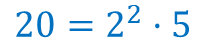 20 = 2² · 5